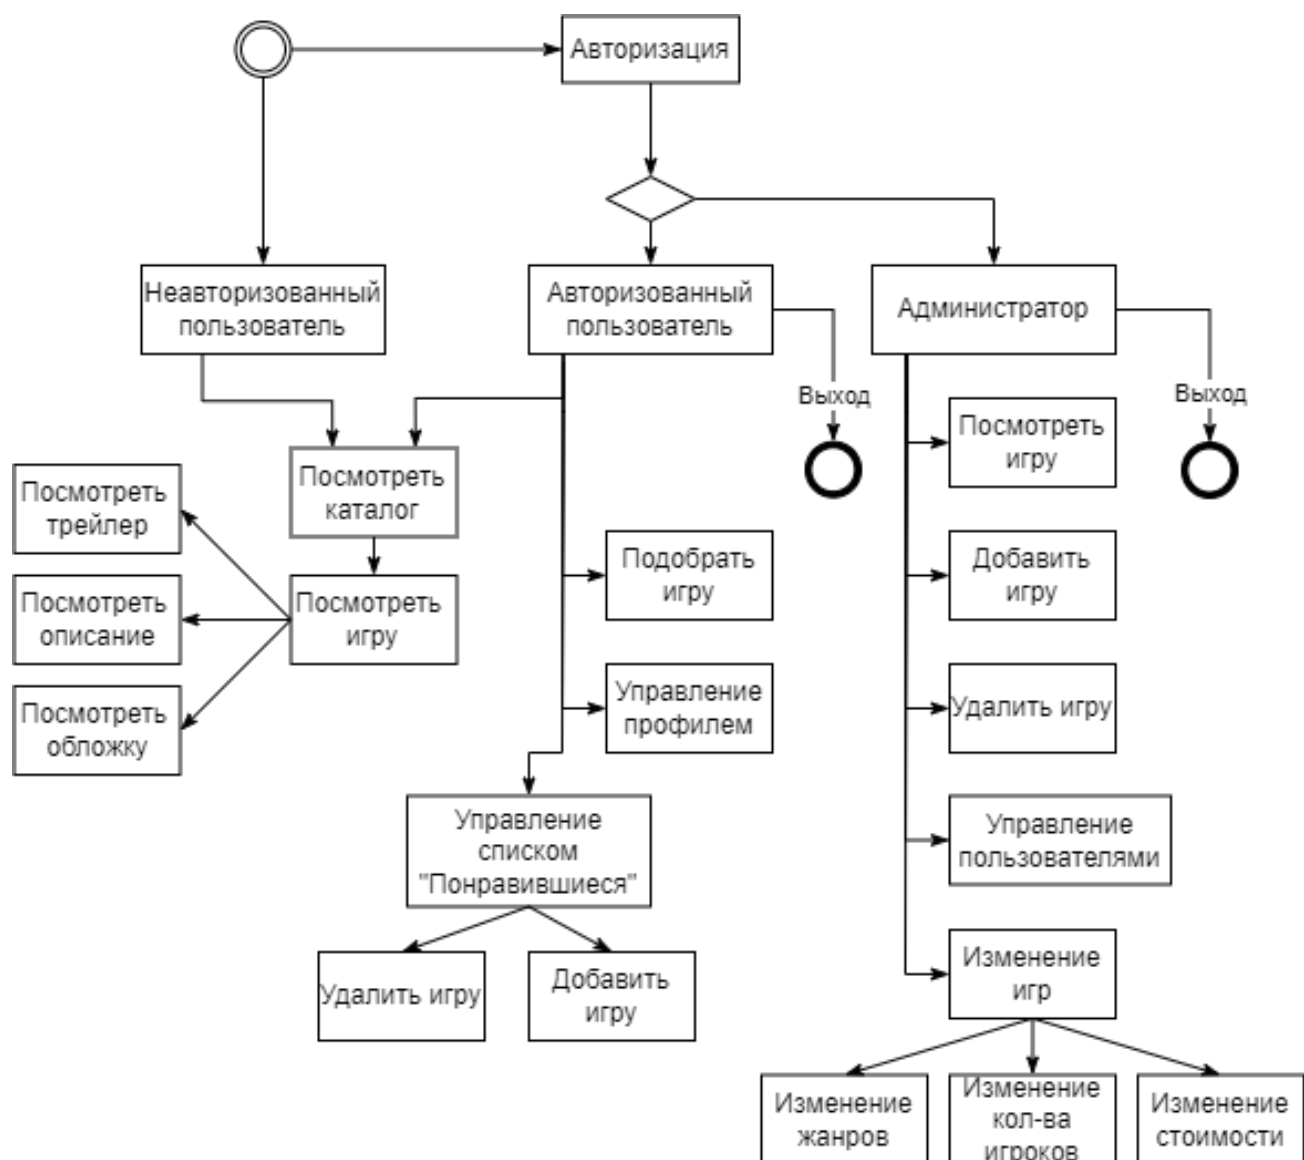 Авторизация
Неавторизованный
пользователь
Авторизованный
пользователь
Администратор
Выход
Выход
Посмотреть
каталог
Посмотреть
игру
Посмотреть
трейлер
Посмотреть
описание
Посмотреть
обложку
Подобрать
игру
Управление
профилем
Управление
списком
"Понравившиеся"
Удалить игру
Добавить
игру
Посмотреть
игру
Добавить
игру
Удалить игру
Управление
пользователями
Изменение
игр
Изменение
жанров
Изменение
кол-ва
игроков
Изменение
стоимости